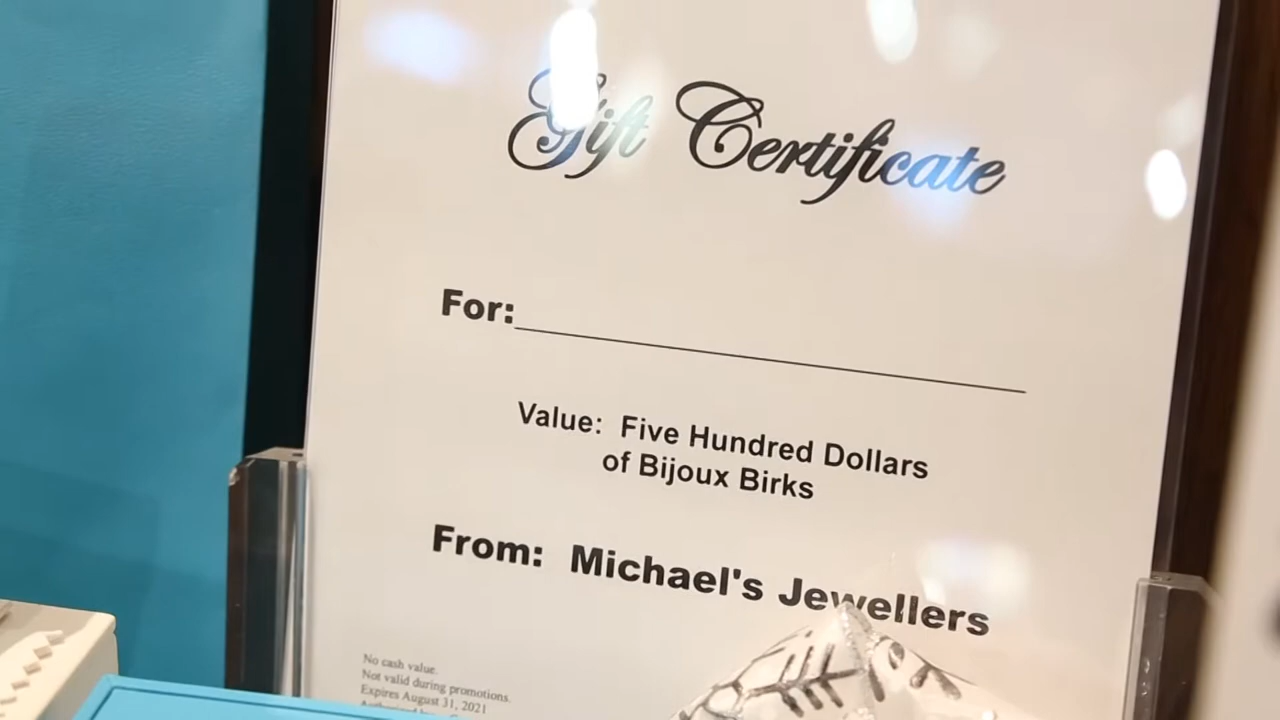 Gift Certificate
For:
Value: Five Hundred Dollars
of Bijoux Birks
From: Michael's Jewellers
No cash value.
Not valid during promotions.
Expires August 31, 2021